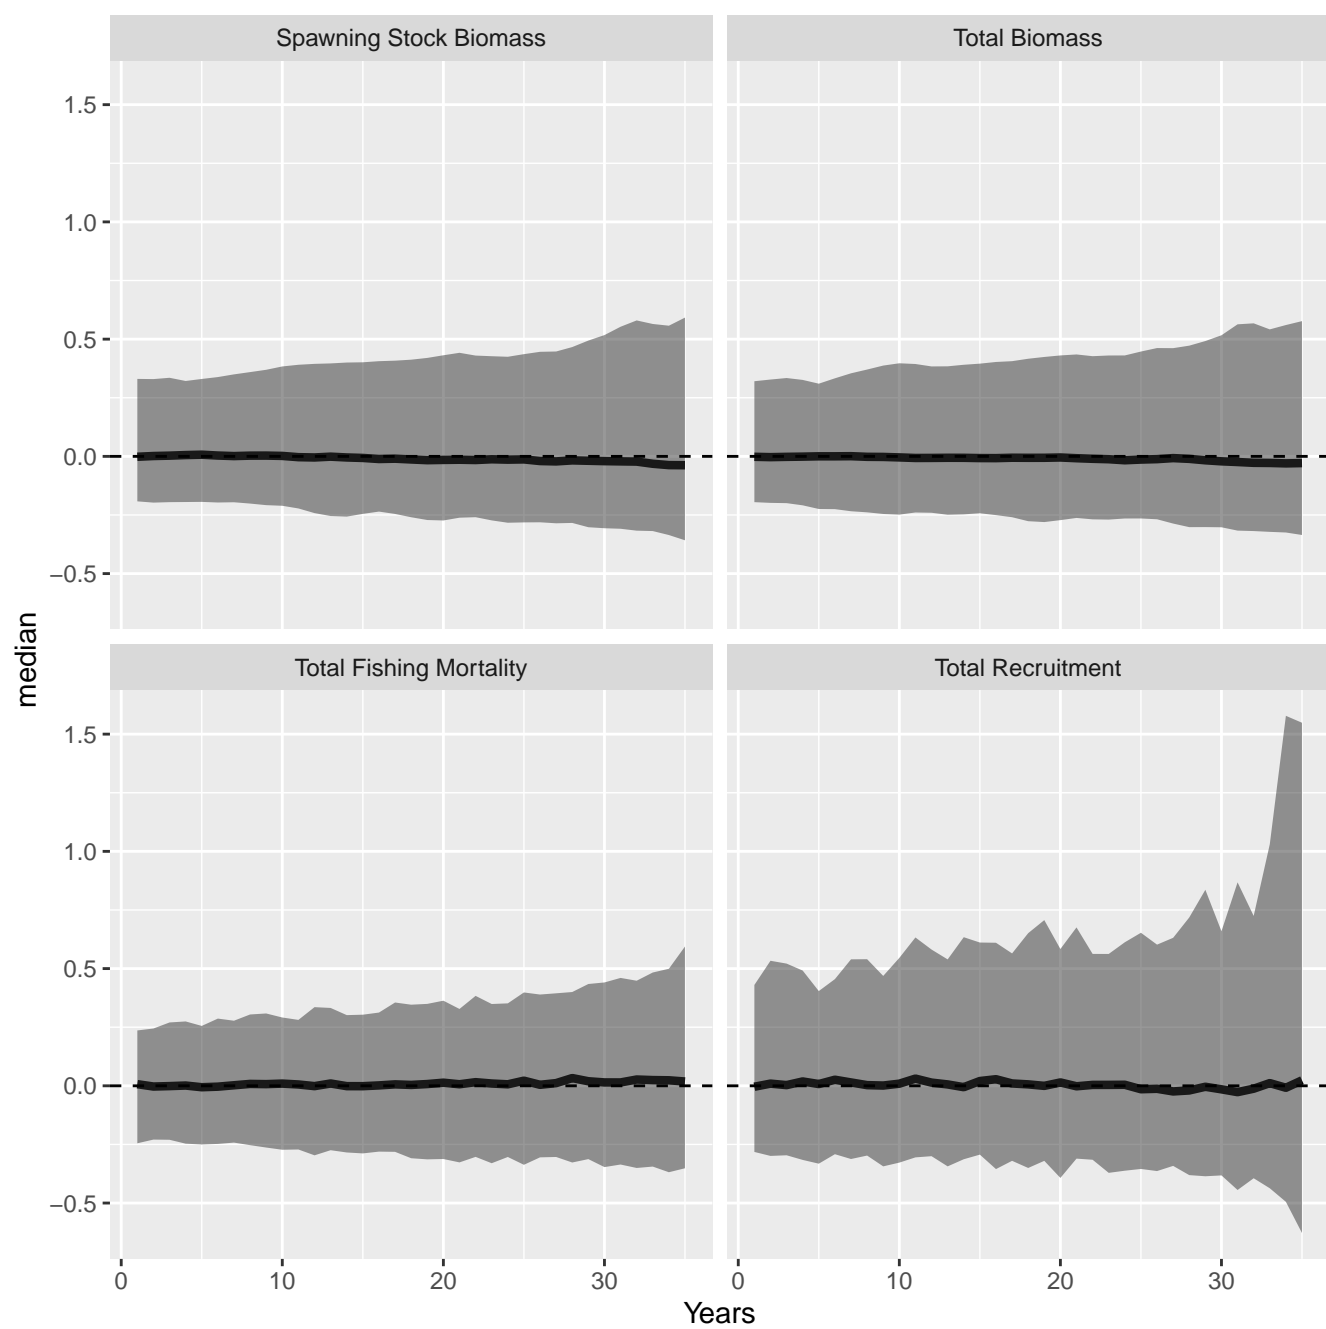 Spawning Stock Biomass
Total Biomass
1.5
1.0
0.5
0.0
−0.5
median
Total Fishing Mortality
Total Recruitment
1.5
1.0
0.5
0.0
−0.5
0 10 20 30
0 10 20 30
Years